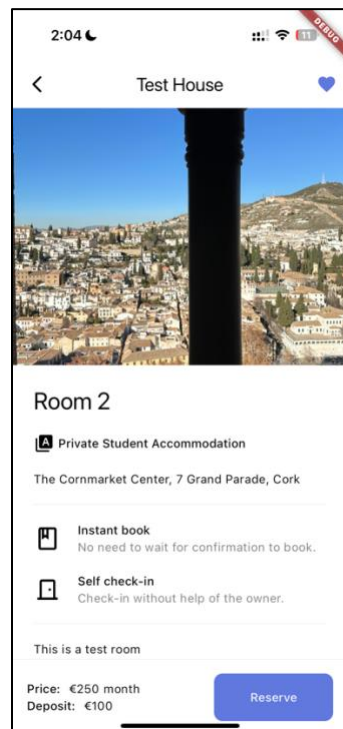 2:04
11
DEBUG
Test House
Room 2
A Private Student Accommodation
The Cornmarket Center, 7 Grand Parade, Cork
Instant book
No need to wait for confirmation to book.
Self check-in
Check-in without help of the owner.
This is a test room
Price: €250 month
Deposit: €100
Reserve